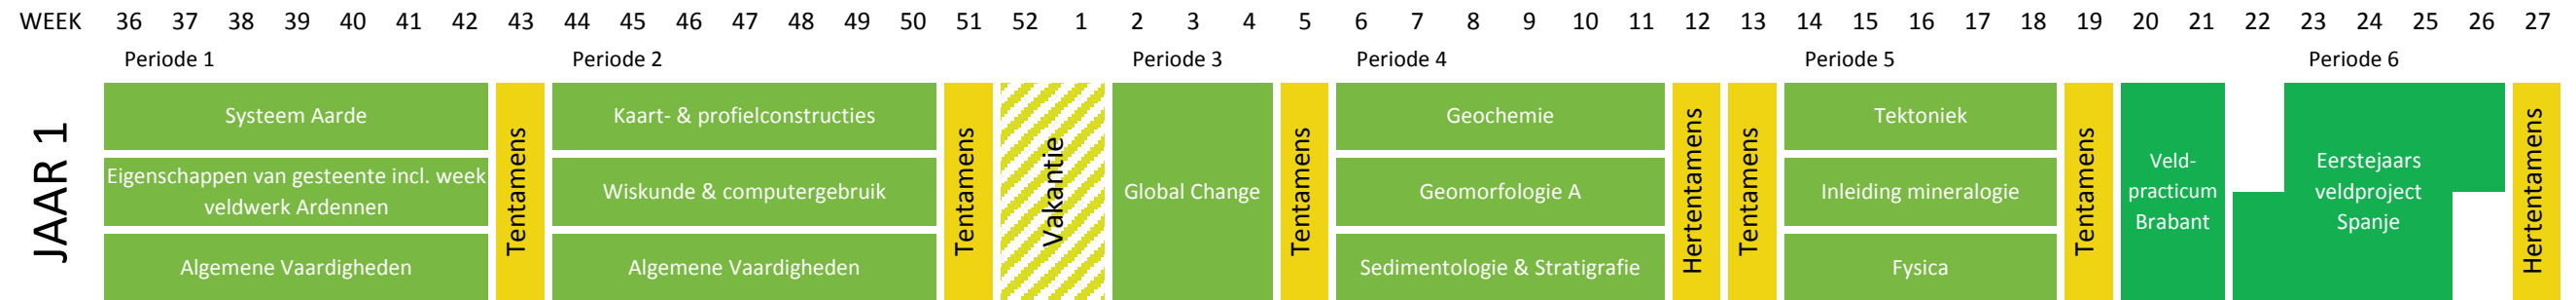 WEEK 36 37 38 39 40 41 42 43 44 45 46 47 48 49 50 51 52 1 2 3 4 5 6 7 8 9 10 11 12 13 14 15 16 17 18 19 20 21 22 23 24 25 26 27
Periode 1 Periode 2 Periode 3 Periode 4 Periode 5 Periode 6
JAAR 1
Systeem Aarde
Eigenschappen van gesteente incl. week
veldwerk Ardennen
Algemene Vaardigheden
Tentamens
Kaart- & profielconstructies
Wiskunde & computergebruik
Algemene Vaardigheden
Tentamens
Vakantie
Global Change
Tentamens
Geochemie
Geomorfologie A
Sedimentologie & Stratigrafie
Hertentamens
Tentamens
Tektoniek
Inleiding mineralogie
Fysica
Tentamens
Veld-
practicum
Brabant
Eerstejaars
veldproject
Spanje
Hertentamens